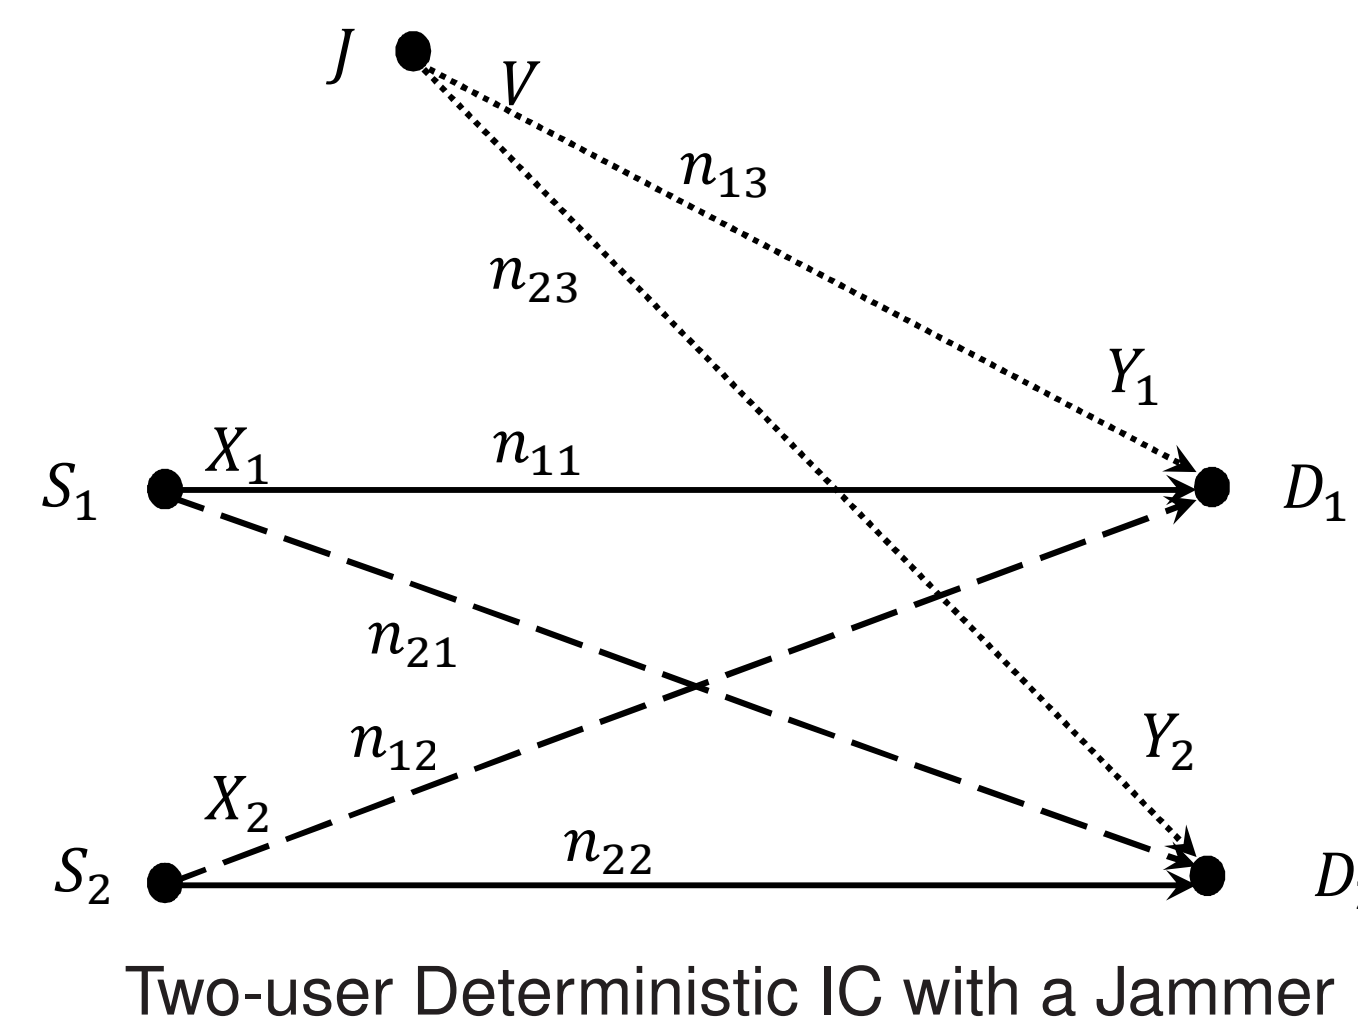 J
V
n13
n23
Y1
X1
n11
S1
D1
n21
n12
Y2
X2
n22
S2
D
Two-user Deterministic IC with a Jammer